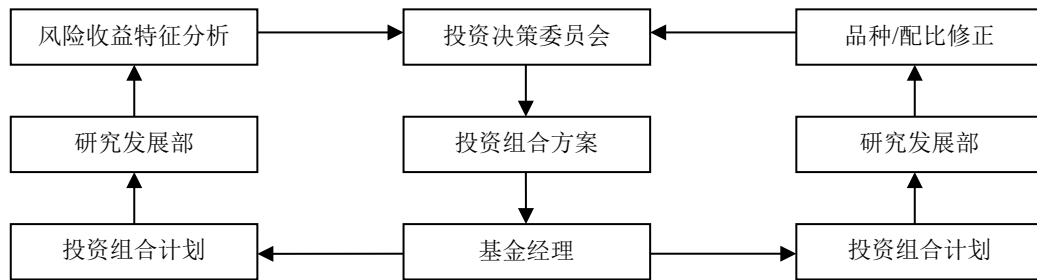 风险收益特征分析
投资决策委员会
品种/配比修正
研究发展部
投资组合方案
研究发展部
投资组合计划
基金经理
投资组合计划